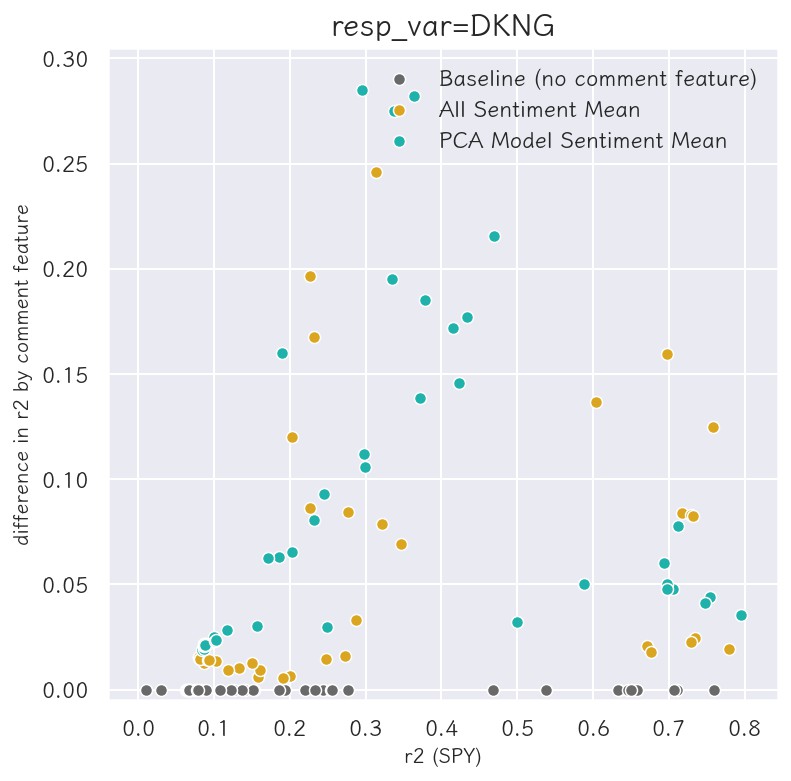 resp_var=DKNG
Baseline (no comment feature)
All Sentiment Mean
PCA Model Sentiment Mean
difference in r2 by comment feature
0.30
0.25
0.20
0.15
0.10
0.05
0.00
0.0 0.1 0.2 0.3 0.4 0.5 0.6 0.7 0.8
r2 (SPY)